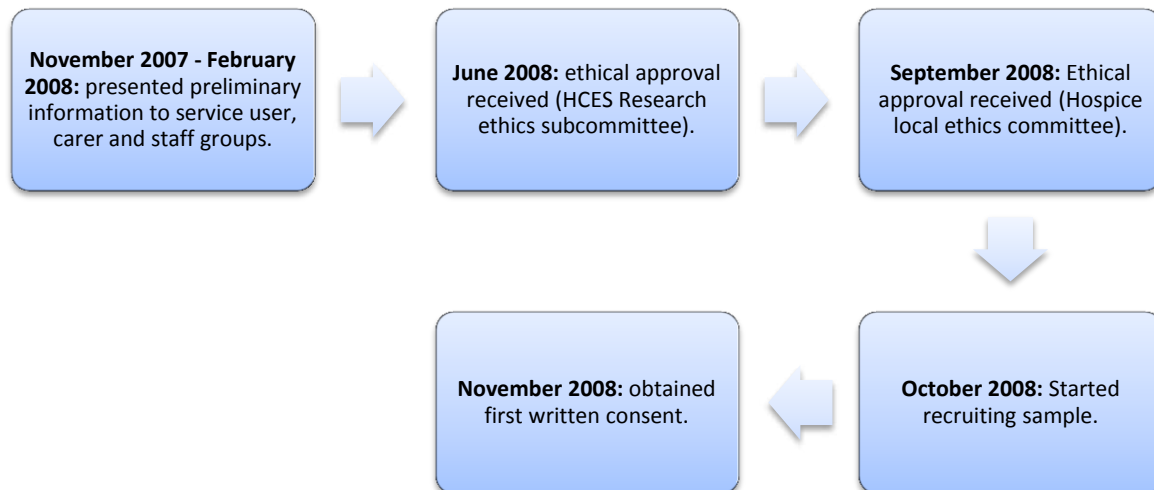 November 2007 - February
2008: presented preliminary
information to service user,
carer and staff groups.
June 2008: ethical approval
received (HCES Research
ethics subcommittee).
September 2008: Ethical
approval received (Hospice
local ethics committee).
October 2008: Started
recruiting sample.
November 2008: obtained
first written consent.